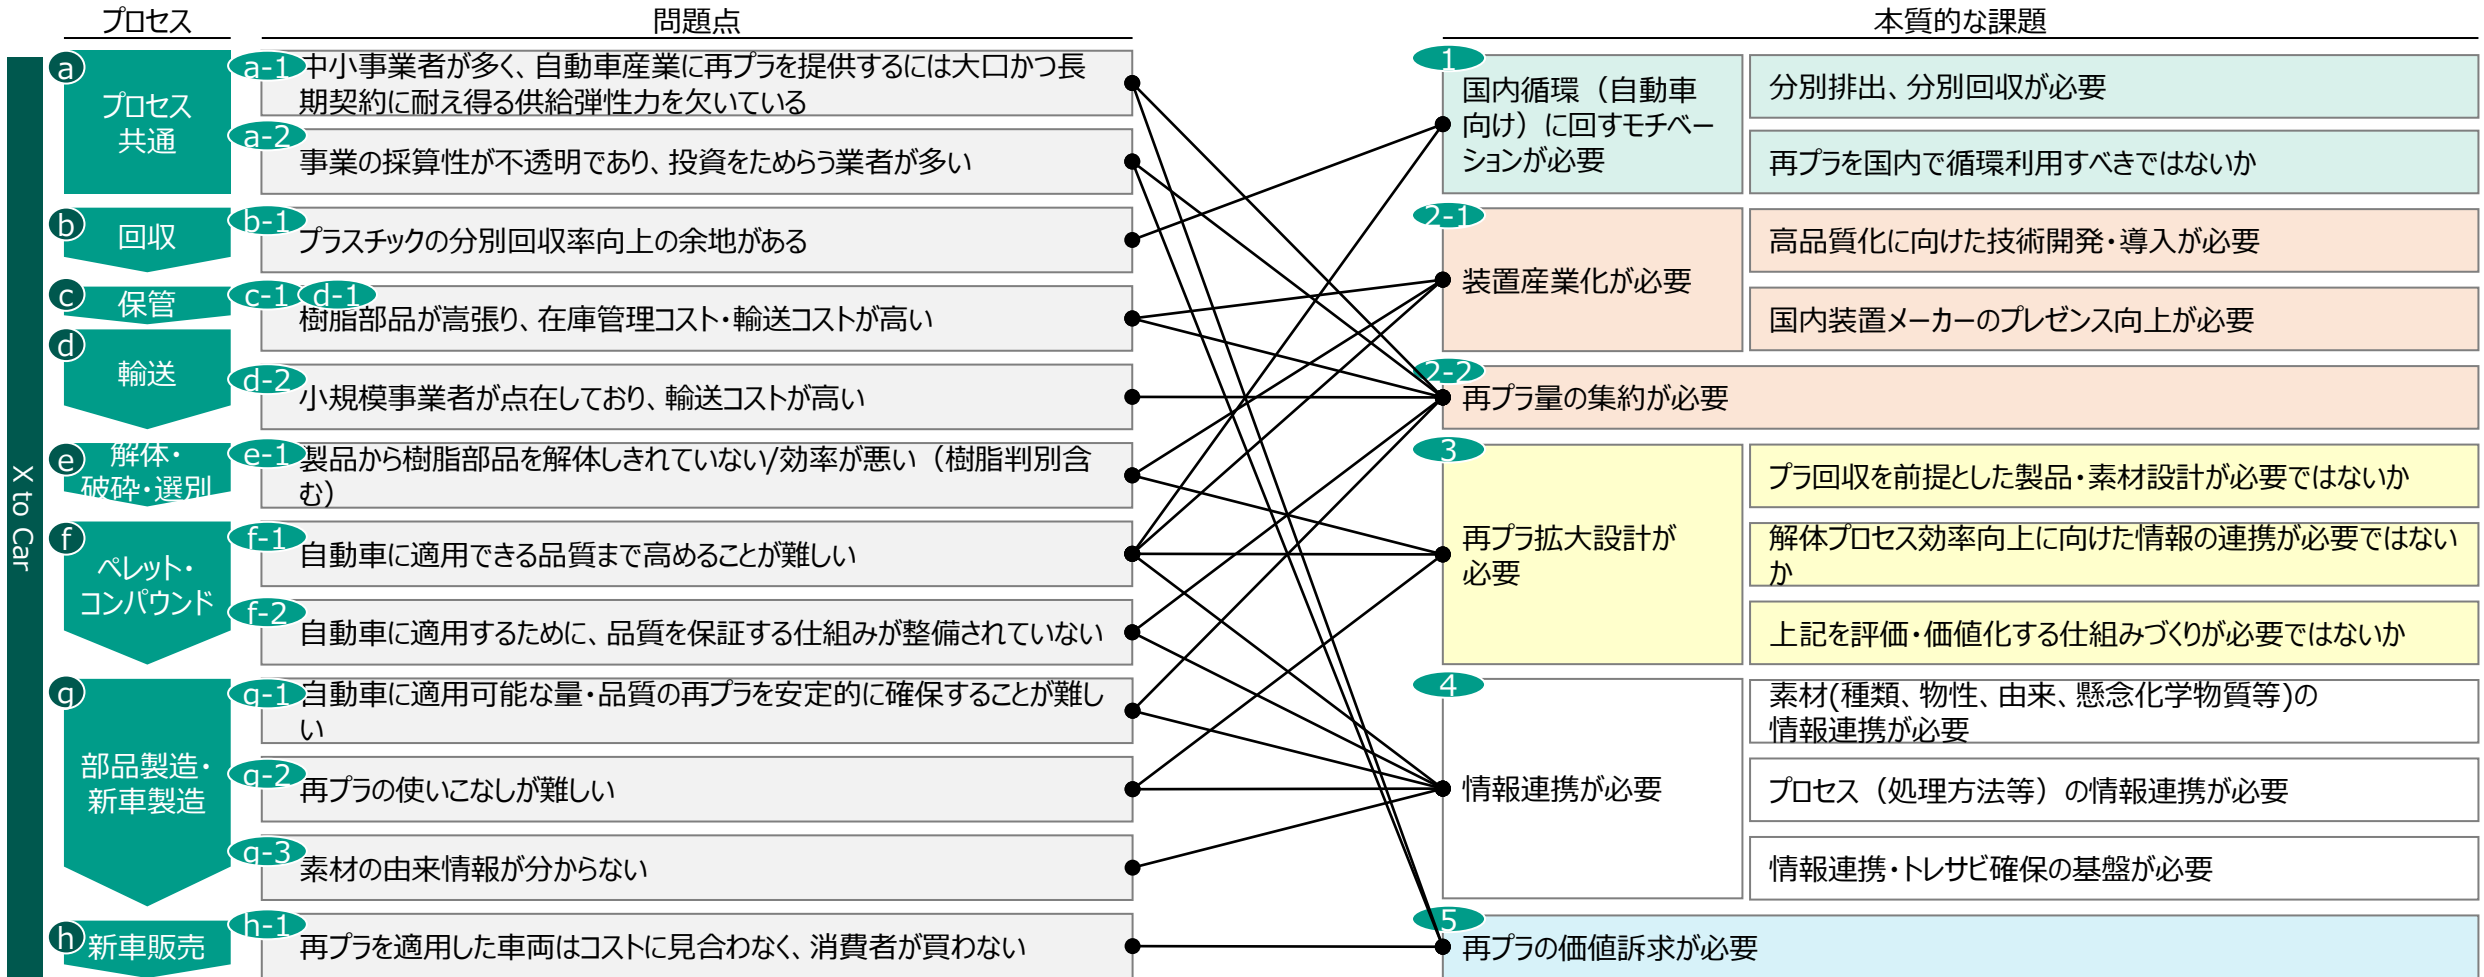 プロセス
問題点
本質的な課題
X to Car
a
プロセス
共通
a-1
中小事業者が多く、自動車産業に再プラを提供するには大口かつ長
期契約に耐え得る供給弾性力を欠いている
a-2
事業の採算性が不透明であり、投資をためらう業者が多い
b
回収
b-1
プラスチックの分別回収率向上の余地がある
c
保管
c-1
d-1
樹脂部品が嵩張り、在庫管理コスト・輸送コストが高い
d
輸送
d-2
小規模事業者が点在しており、輸送コストが高い
e
解体・
破砕・選別
e-1
製品から樹脂部品を解体しきれていない/効率が悪い（樹脂判別含
む）
f
ペレット・
コンパウンド
f-1
自動車に適用できる品質まで高めることが難しい
f-2
自動車に適用するために、品質を保証する仕組みが整備されていない
g
部品製造・
新車製造
g-1
自動車に適用可能な量・品質の再プラを安定的に確保することが難し
い
g-2
再プラの使いこなしが難しい
g-3
素材の由来情報が分からない
h
新車販売
h-1
再プラを適用した車両はコストに見合わなく、消費者が買わない
1
国内循環（自動車
向け）に回すモチベー
ションが必要
分別排出、分別回収が必要
再プラを国内で循環利用すべきではないか
2-1
装置産業化が必要
高品質化に向けた技術開発・導入が必要
国内装置メーカーのプレゼンス向上が必要
2-2
再プラ量の集約が必要
3
再プラ拡大設計が
必要
プラ回収を前提とした製品・素材設計が必要ではないか
解体プロセス効率向上に向けた情報の連携が必要ではない
か
上記を評価・価値化する仕組みづくりが必要ではないか
4
情報連携が必要
素材(種類、物性、由来、懸念化学物質等)の
情報連携が必要
プロセス（処理方法等）の情報連携が必要
情報連携・トレサビ確保の基盤が必要
5
再プラの価値訴求が必要